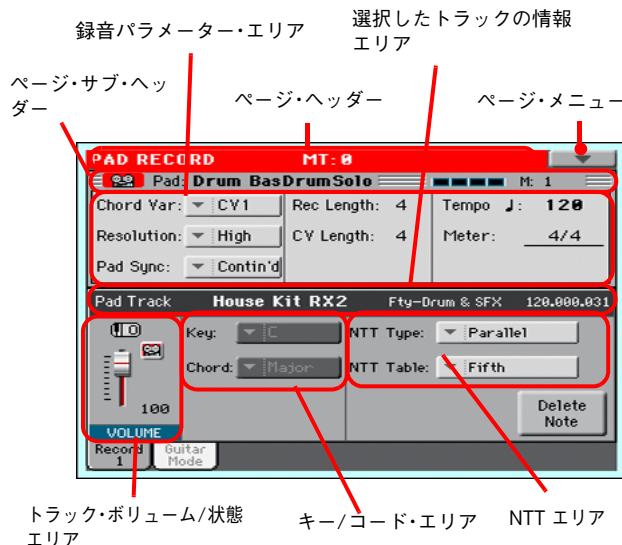 録音パラメーター・エリア
選択したトラックの情報
エリア
ページ・サブ・ヘッ
ダー
ページ・ヘッダー
ページ・メニュー
PAD RECORD MT:0
Pad: Drum BasDrumSolo M: 1
Chord Var: CV1 Rec Length: 4 Tempo ♩: 120
Resolution: High CV Length: 4 Meter: 4/4
Pad Sync: Contin'd
Pad Track House Kit RX2 Fty-Drum & SFX 120.000.031
Key: C NTT Type: Parallel
Chord: Major NTT Table: Fifth
100
Delete
Note
VOLUME
Record
1
Guitar
Mode
トラック・ボリューム/状態
エリア
キー/コード・エリア
NTT エリア